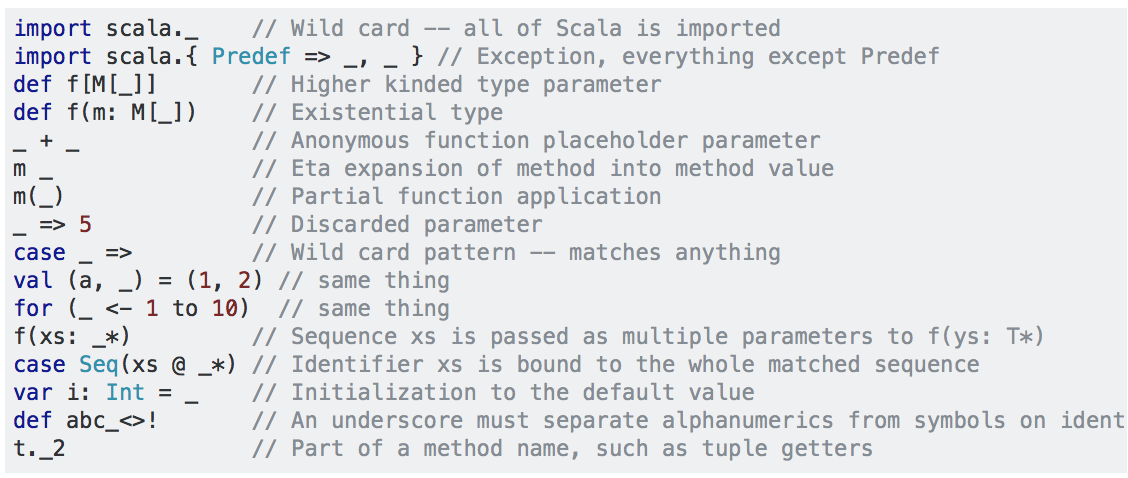 import scala._    // Wild card -- all of Scala is imported
import scala.{ Predef => _, _ } // Exception, everything except Predef
def f[M[_]]       // Higher kinded type parameter
def f(m: M[_])    // Existential type
_ + _             // Anonymous function placeholder parameter
m _               // Eta expansion of method into method value
m(_)              // Partial function application
_ => 5            // Discarded parameter
case _ =>         // Wild card pattern -- matches anything
val (a, _) = (1, 2) // same thing
for (_ <- 1 to 10)  // same thing
f(xs: _*)         // Sequence xs is passed as multiple parameters to f(ys: T*)
case Seq(xs @ _*) // Identifier xs is bound to the whole matched sequence
var i: Int = _    // Initialization to the default value
def abc_<>!       // An underscore must separate alphanumerics from symbols on ident
t._2              // Part of a method name, such as tuple getters